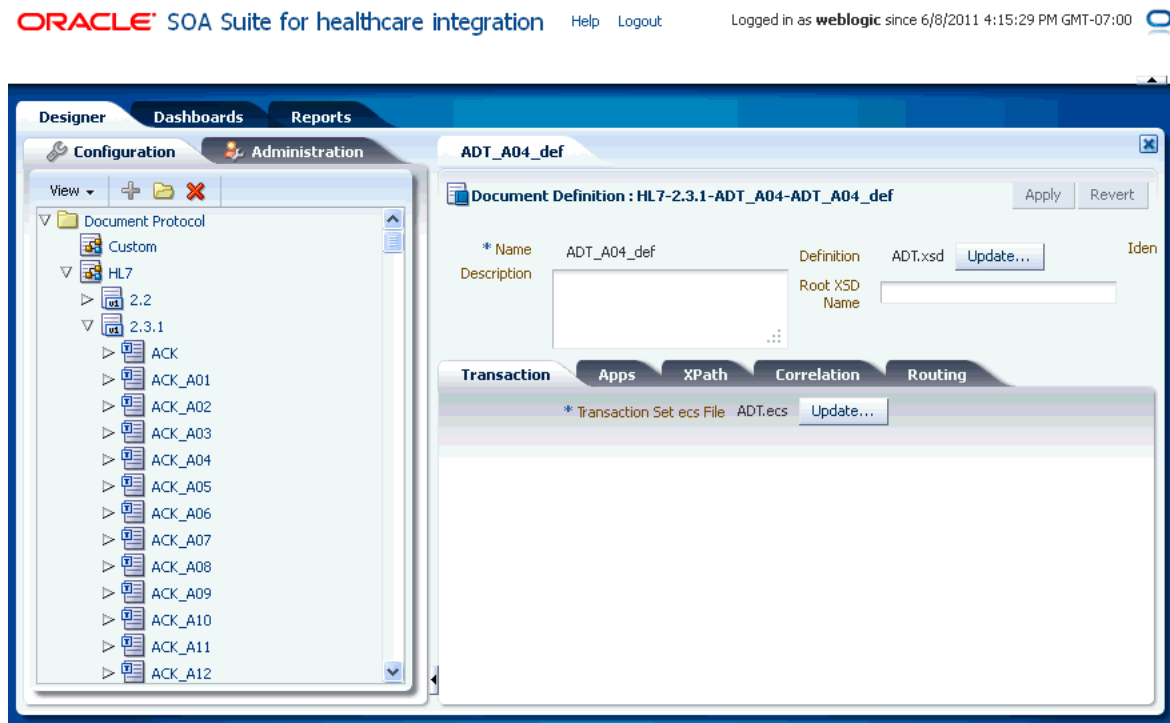 ORACLE SOA Suite for healthcare integration Help Logout Logged in as weblogic since 6/8/2011 4:15:29 PM GMT-07:00
Designer Dashboards Reports
Configuration Administration
View
Document Protocol
Custom
HL7
v1 2.2
v1 2.3.1
ACK
ACK_A01
ACK_A02
ACK_A03
ACK_A04
ACK_A05
ACK_A06
ACK_A07
ACK_A08
ACK_A09
ACK_A10
ACK_A11
ACK_A12
ADT_A04_def
Document Definition : HL7-2.3.1-ADT_A04-ADT_A04_def Apply Revert
* Name ADT_A04_def
Description
Definition ADT.xsd Update...
Root XSD
Name
Iden
Transaction Apps XPath Correlation Routing
* Transaction Set ecs File ADT.ecs Update...